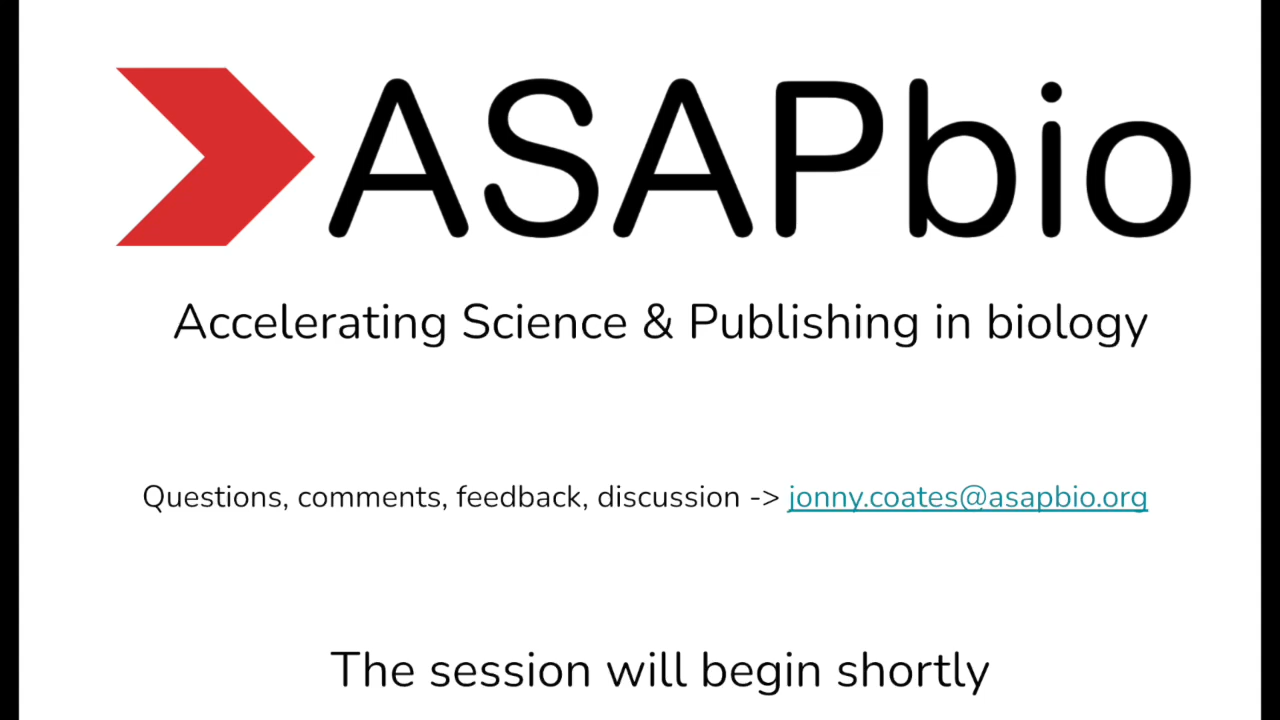 ASAPbio
Accelerating Science & Publishing in biology
Questions, comments, feedback, discussion -> jonny.coates@asapbio.org
The session will begin shortly